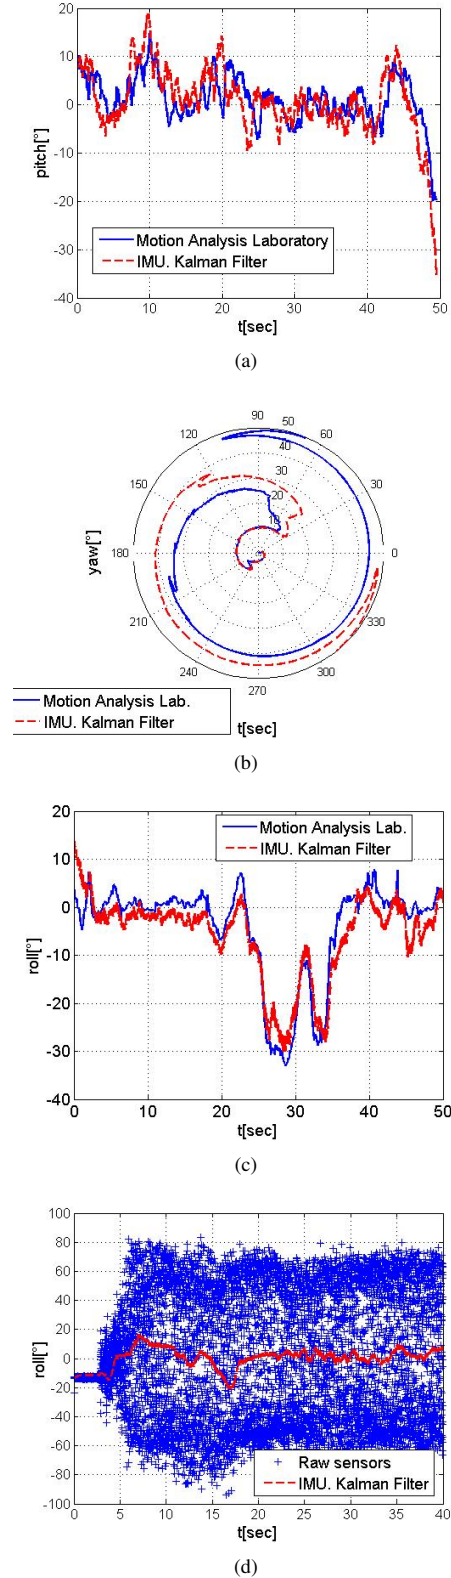 20
10
0
-10
-20
-30
-40
pitch[°]
Motion Analysis Laboratory
IMU. Kalman Filter
0 10 20 30 40 50
t[sec]
(a)
90
120 50 60
40
150 30 30
20
10
yaw[°]
180 0
210 330
240 300
270
Motion Analysis Lab.
IMU. Kalman Filter
t[sec]
(b)
20
10
0
-10
-20
-30
-40
roll[°]
Motion Analysis Lab.
IMU. Kalman Filter
0 10 20 30 40 50
t[sec]
(c)
100
80
60
40
20
0
-20
-40
-60
-80
-100
roll[°]
Raw sensors
IMU. Kalman Filter
0 5 10 15 20 25 30 35 40
t[sec]
(d)